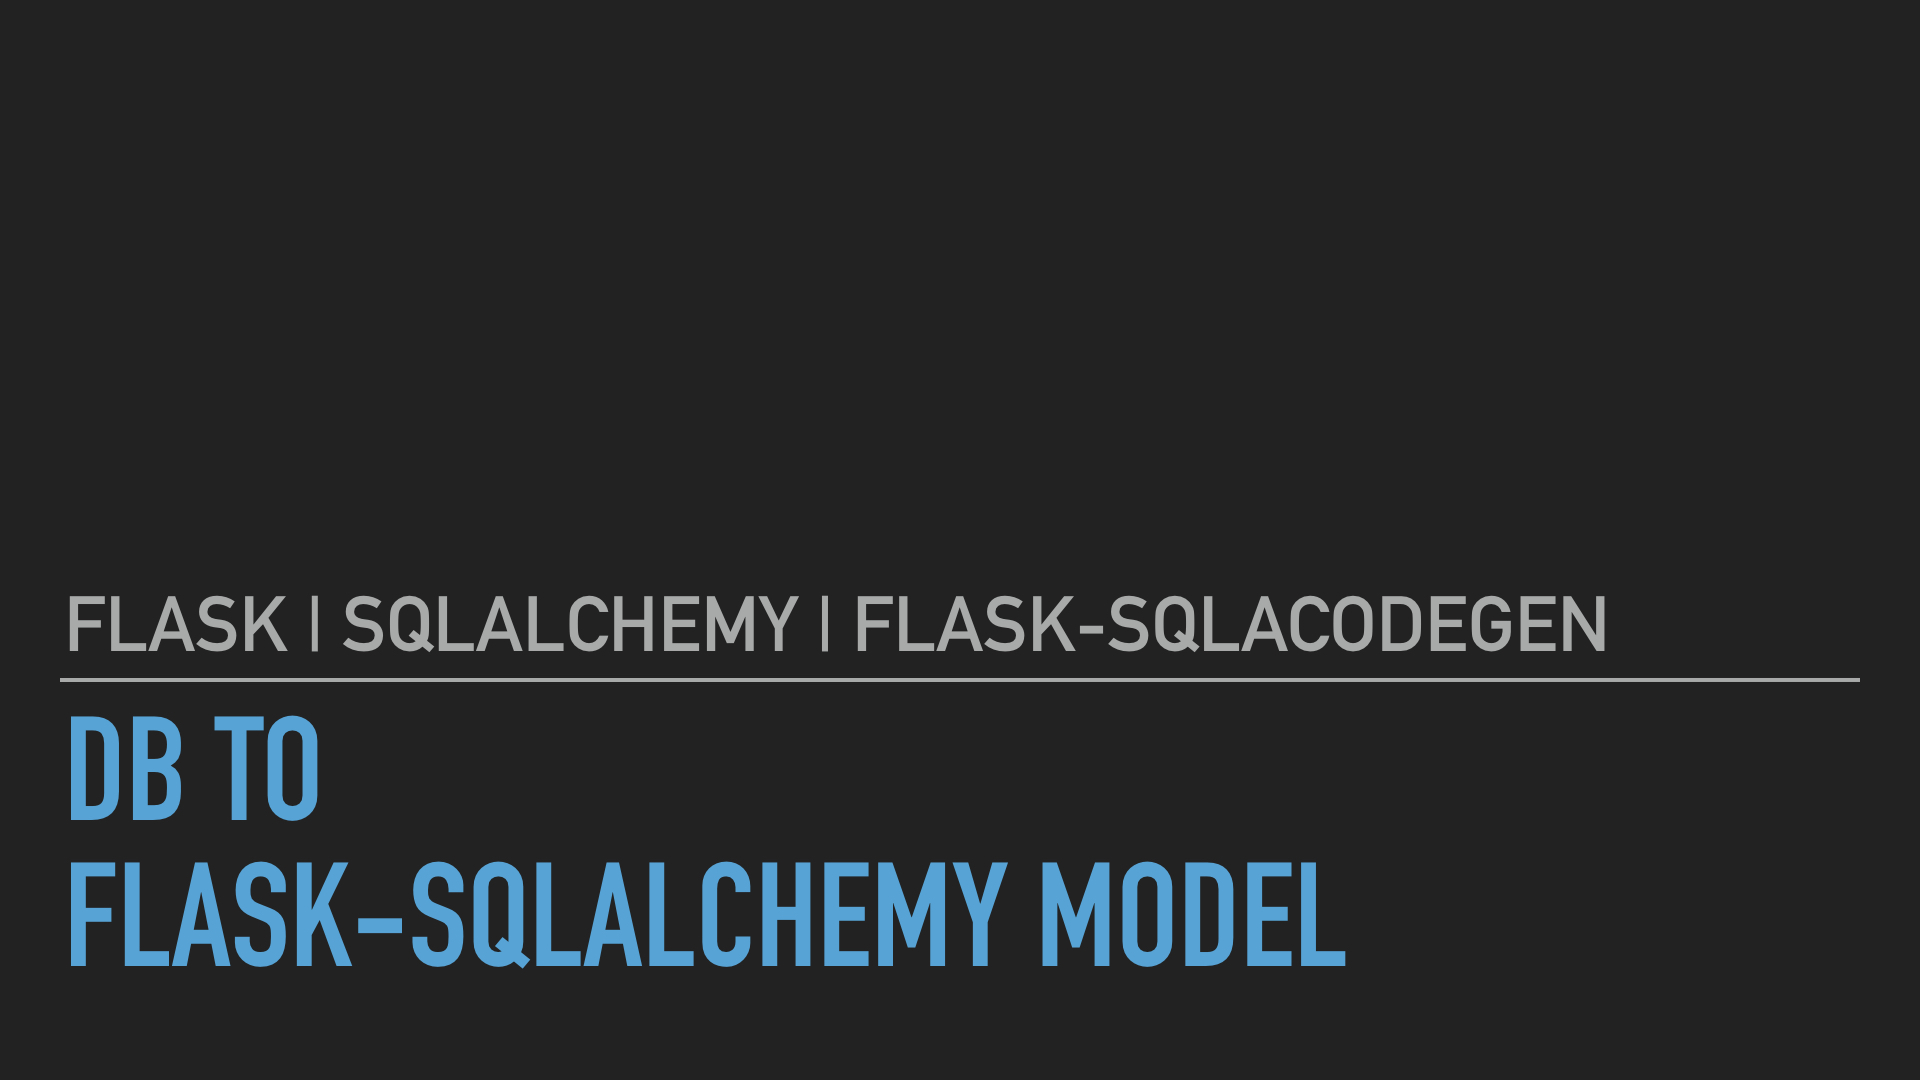 FLASK | SQLALCHEMY | FLASK-SQLACODEGEN
DB TO
FLASK-SQLALCHEMY MODEL